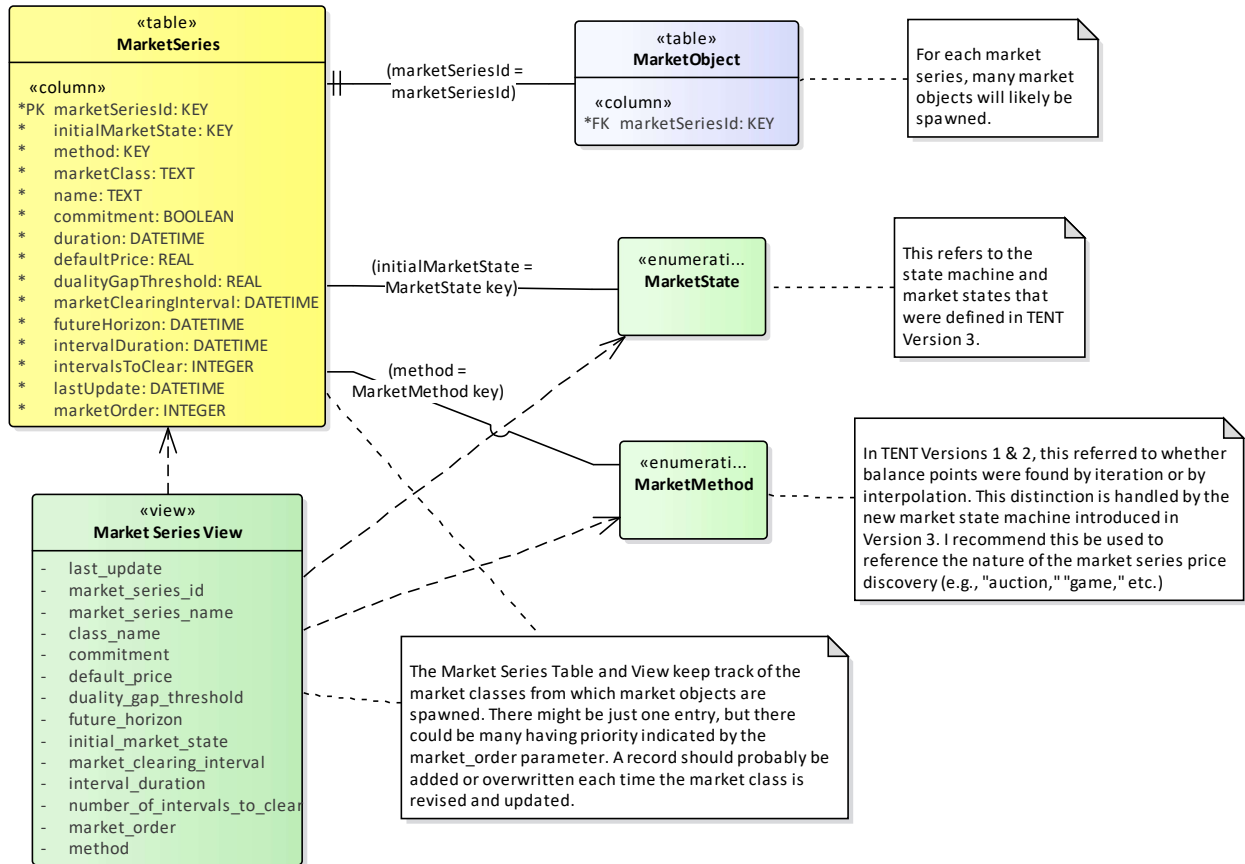 «table»
MarketSeries
«column»
*PK marketSeriesId: KEY
* initialMarketState: KEY
* method: KEY
* marketClass: TEXT
* name: TEXT
* commitment: BOOLEAN
* duration: DATETIME
* defaultPrice: REAL
* dualityGapThreshold: REAL
* marketClearingInterval: DATETIME
* futureHorizon: DATETIME
* intervalDuration: DATETIME
* intervalsToClear: INTEGER
* lastUpdate: DATETIME
* marketOrder: INTEGER
(marketSeriesId =
marketSeriesId)
«table»
MarketObject
«column»
*FK marketSeriesId: KEY
For each market
series, many market
objects will likely be
spawned.
(initialMarketState =
MarketState key)
«enumerati...
MarketState
This refers to the
state machine and
market states that
were defined in TENT
Version 3.
(method =
MarketMethod key)
«enumerati...
MarketMethod
In TENT Versions 1 & 2, this referred to whether
balance points were found by iteration or by
interpolation. This distinction is handled by the
new market state machine introduced in
Version 3. I recommend this be used to
reference the nature of the market series price
discovery (e.g., "auction," "game," etc.)
«view»
Market Series View
- last_update
- market_series_id
- market_series_name
- class_name
- commitment
- default_price
- duality_gap_threshold
- future_horizon
- initial_market_state
- market_clearing_interval
- interval_duration
- number_of_intervals_to_clear
- market_order
- method
The Market Series Table and View keep track of the
market classes from which market objects are
spawned. There might be just one entry, but there
could be many having priority indicated by the
market_order parameter. A record should probably be
added or overwritten each time the market class is
revised and updated.